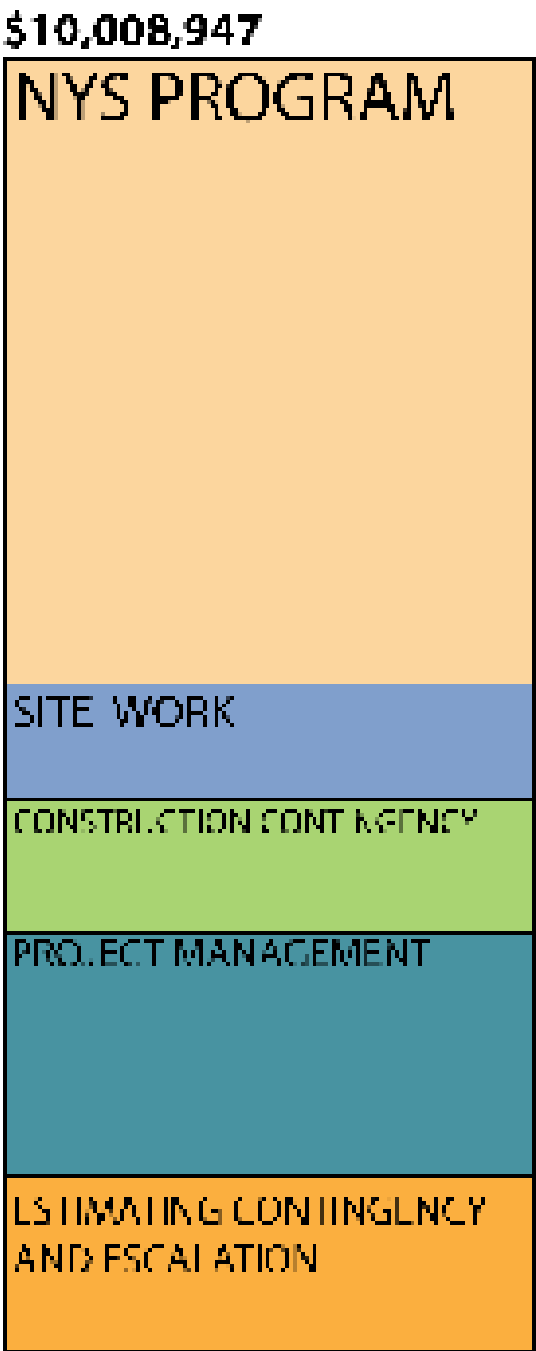 $10,008,947
NYS PROGRAM
SITE WORK
CONSTRUCTION CONTINGENCY
PROJECT MANAGEMENT
ESTIMATING CONTINGENCY
AND ESCALATION